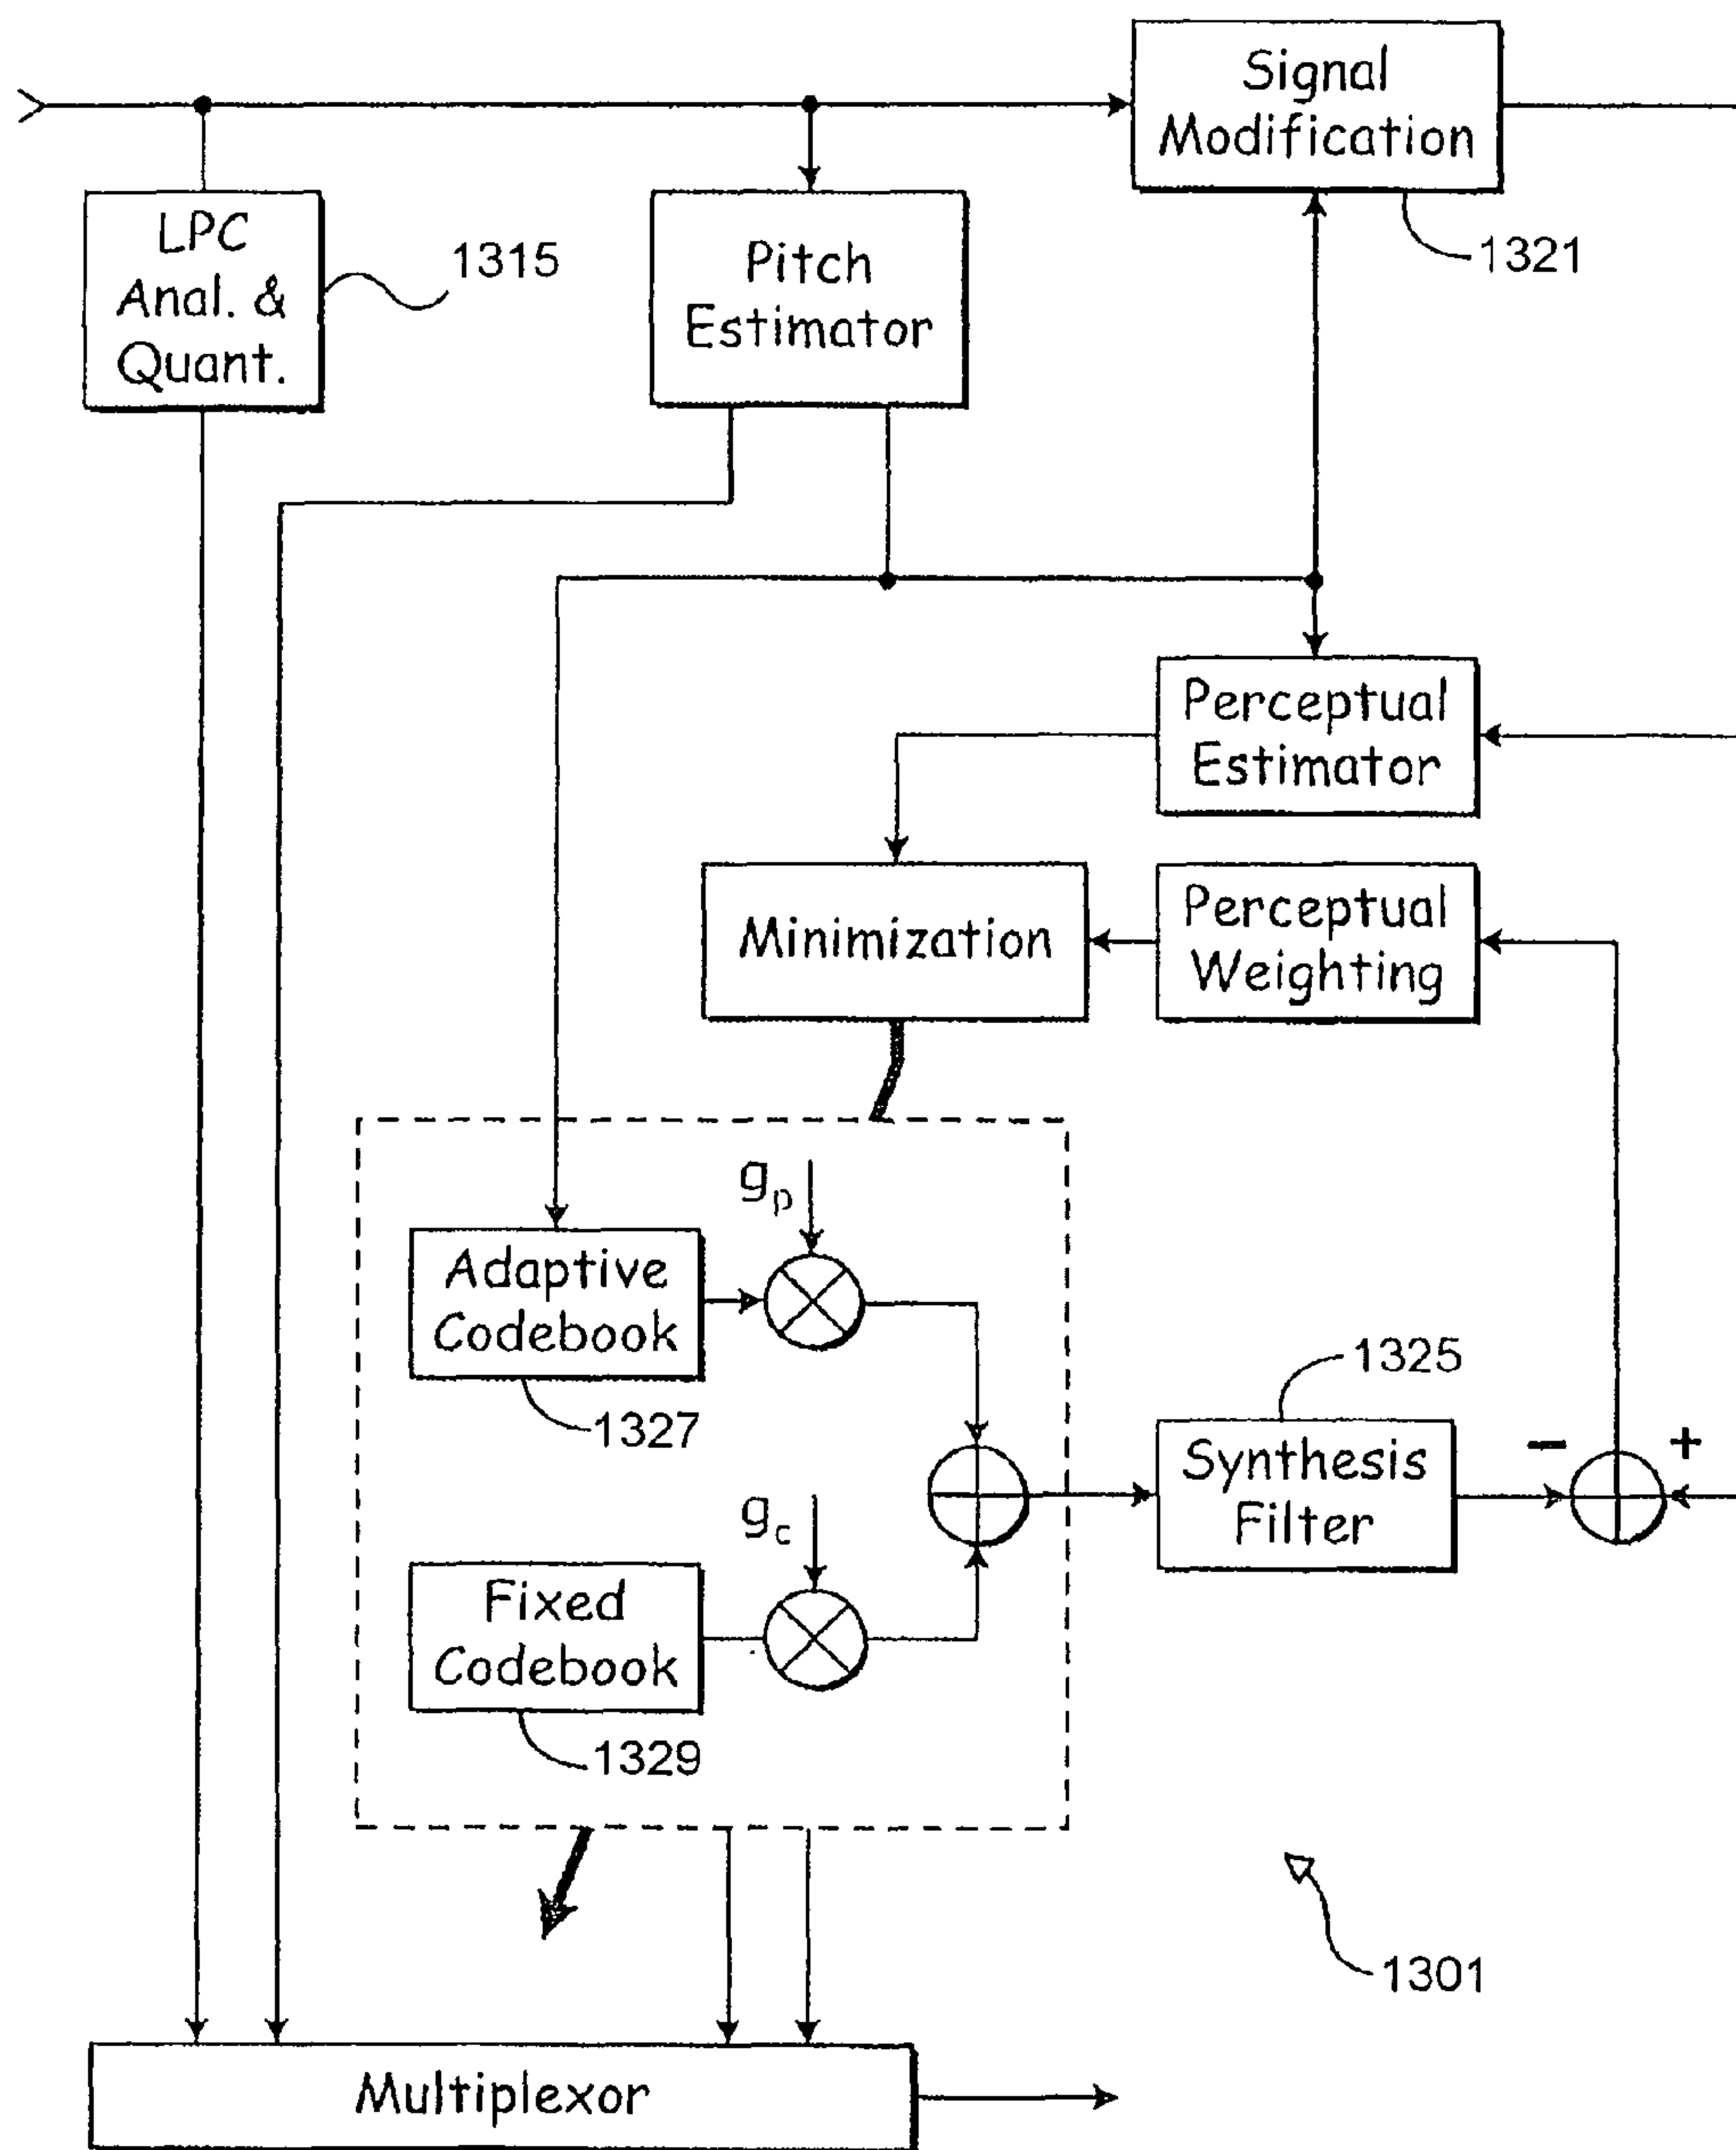 Signal
Modification
1321
LPC
Anal. &
Quant.
1315
Pitch
Estimator
Perceptual
Estimator
Minimization
Perceptual
Weighting
gp
Adaptive
Codebook
1327
1325
Synthesis
Filter
−
+
gc
Fixed
Codebook
1329
1301
Multiplexor